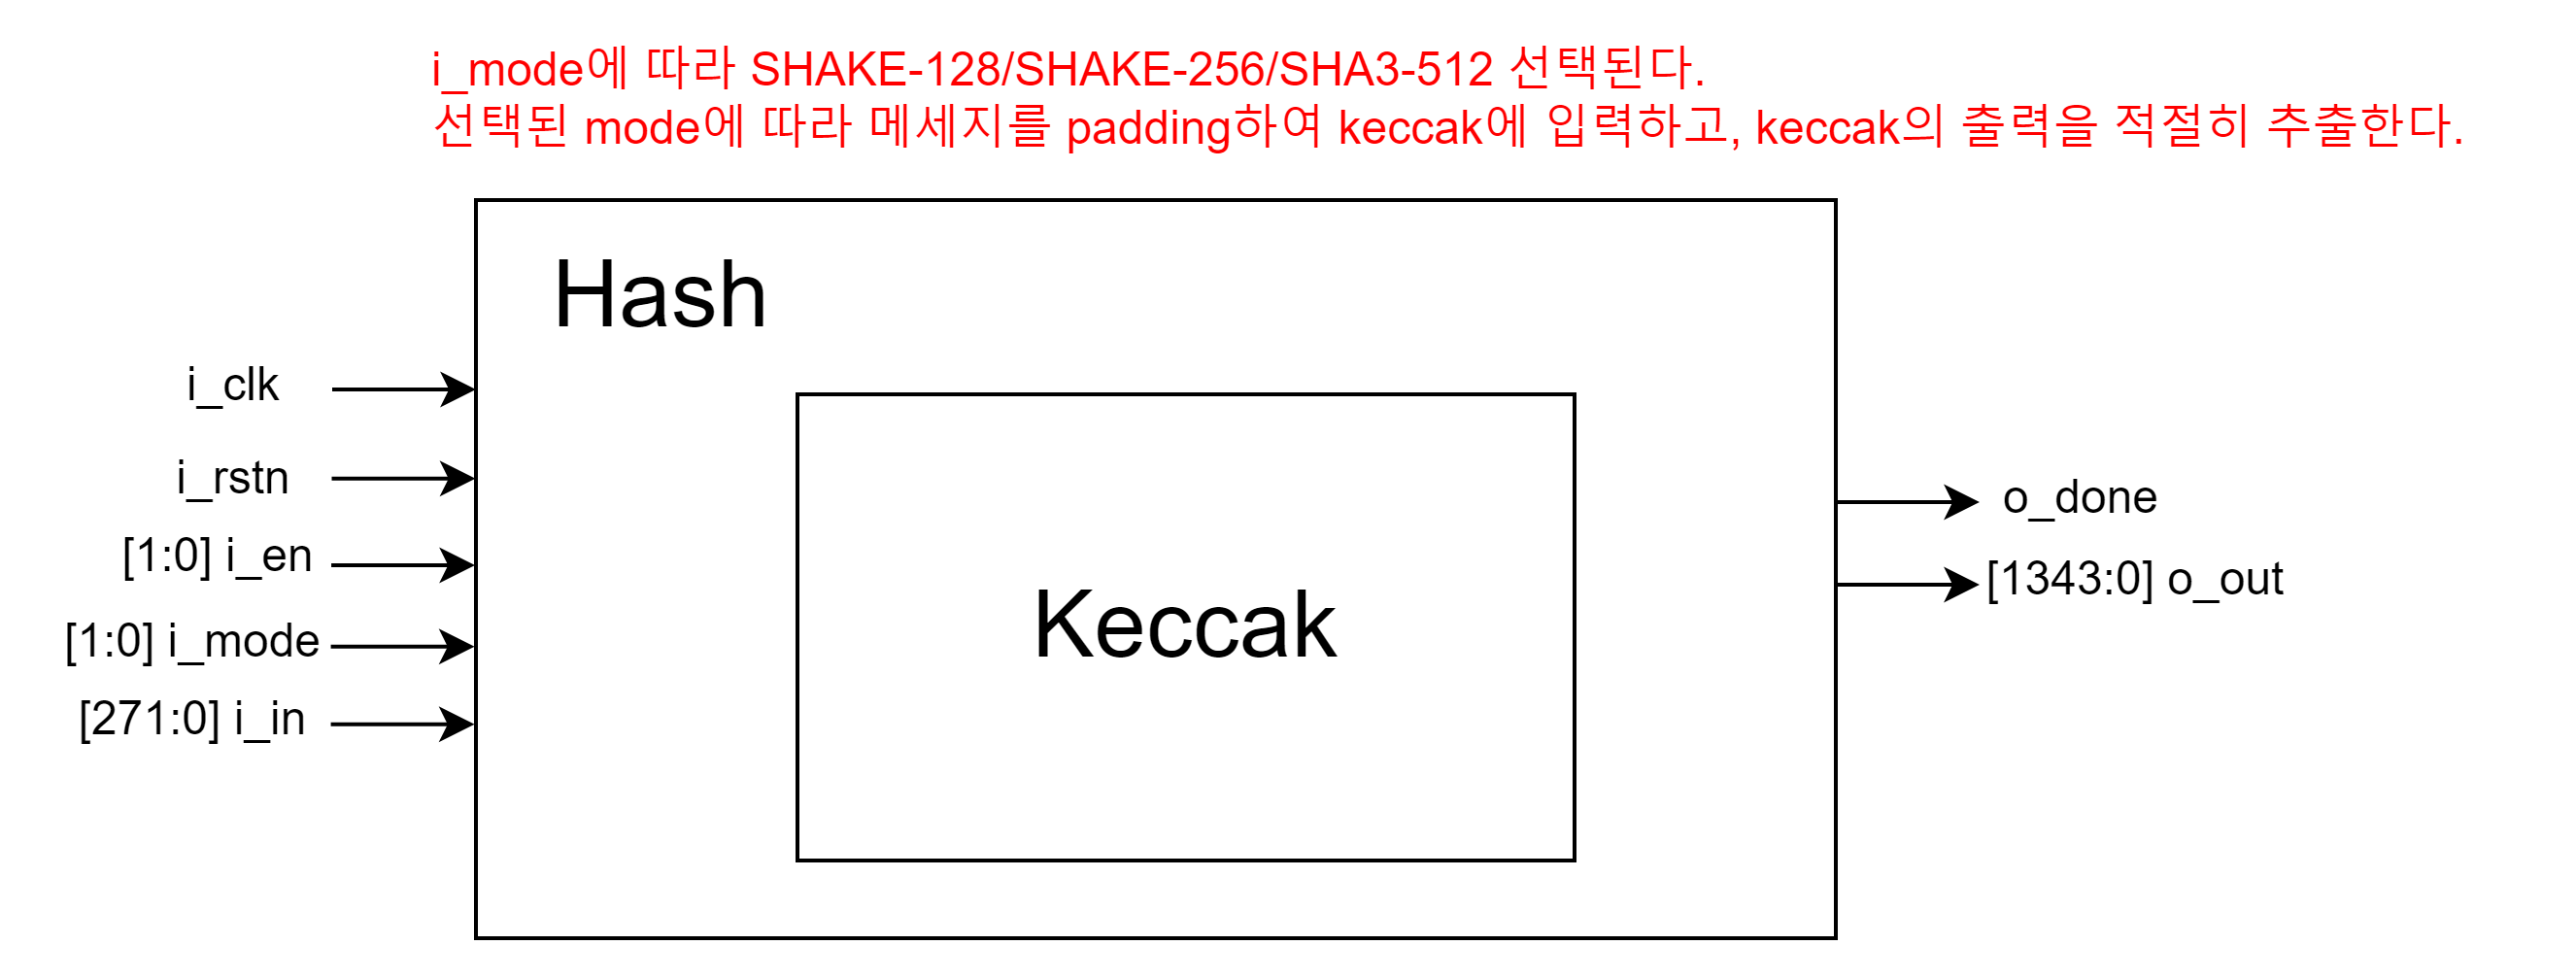 i_mode에 따라 SHAKE-128/SHAKE-256/SHA3-512 선택된다.
선택된 mode에 따라 메세지를 padding하여 keccak에 입력하고, keccak의 출력을 적절히 추출한다.
Hash
i_clk
i_rstn
[1:0] i_en
[1:0] i_mode
[271:0] i_in
Keccak
o_done
[1343:0] o_out